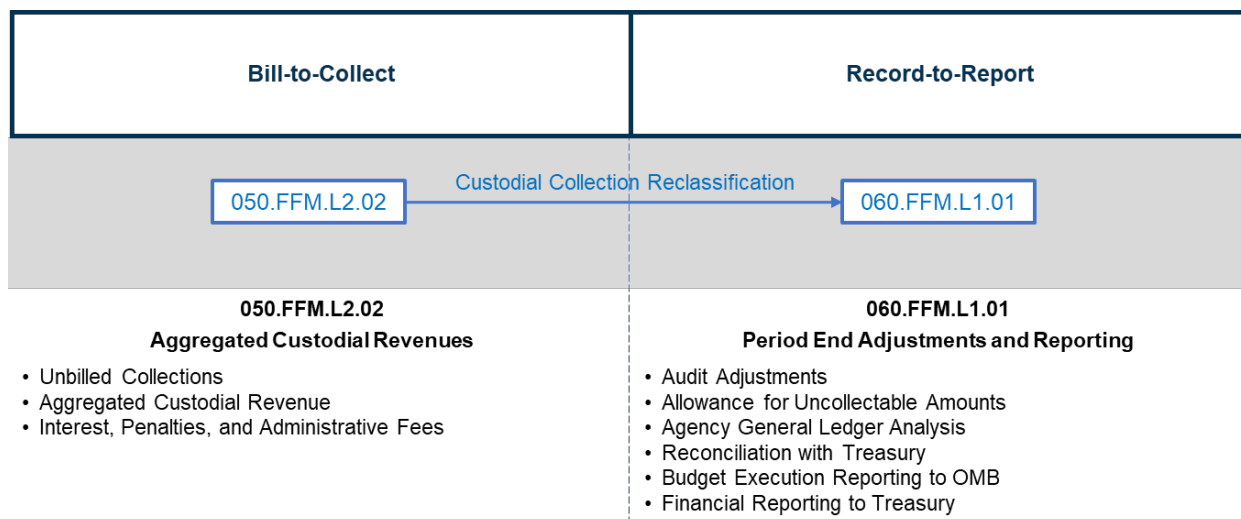 Bill-to-Collect
Record-to-Report
Custodial Collection Reclassification
050.FFM.L2.02
060.FFM.L1.01
050.FFM.L2.02
Aggregated Custodial Revenues
• Unbilled Collections
• Aggregated Custodial Revenue
• Interest, Penalties, and Administrative Fees
060.FFM.L1.01
Period End Adjustments and Reporting
• Audit Adjustments
• Allowance for Uncollectable Amounts
• Agency General Ledger Analysis
• Reconciliation with Treasury
• Budget Execution Reporting to OMB
• Financial Reporting to Treasury